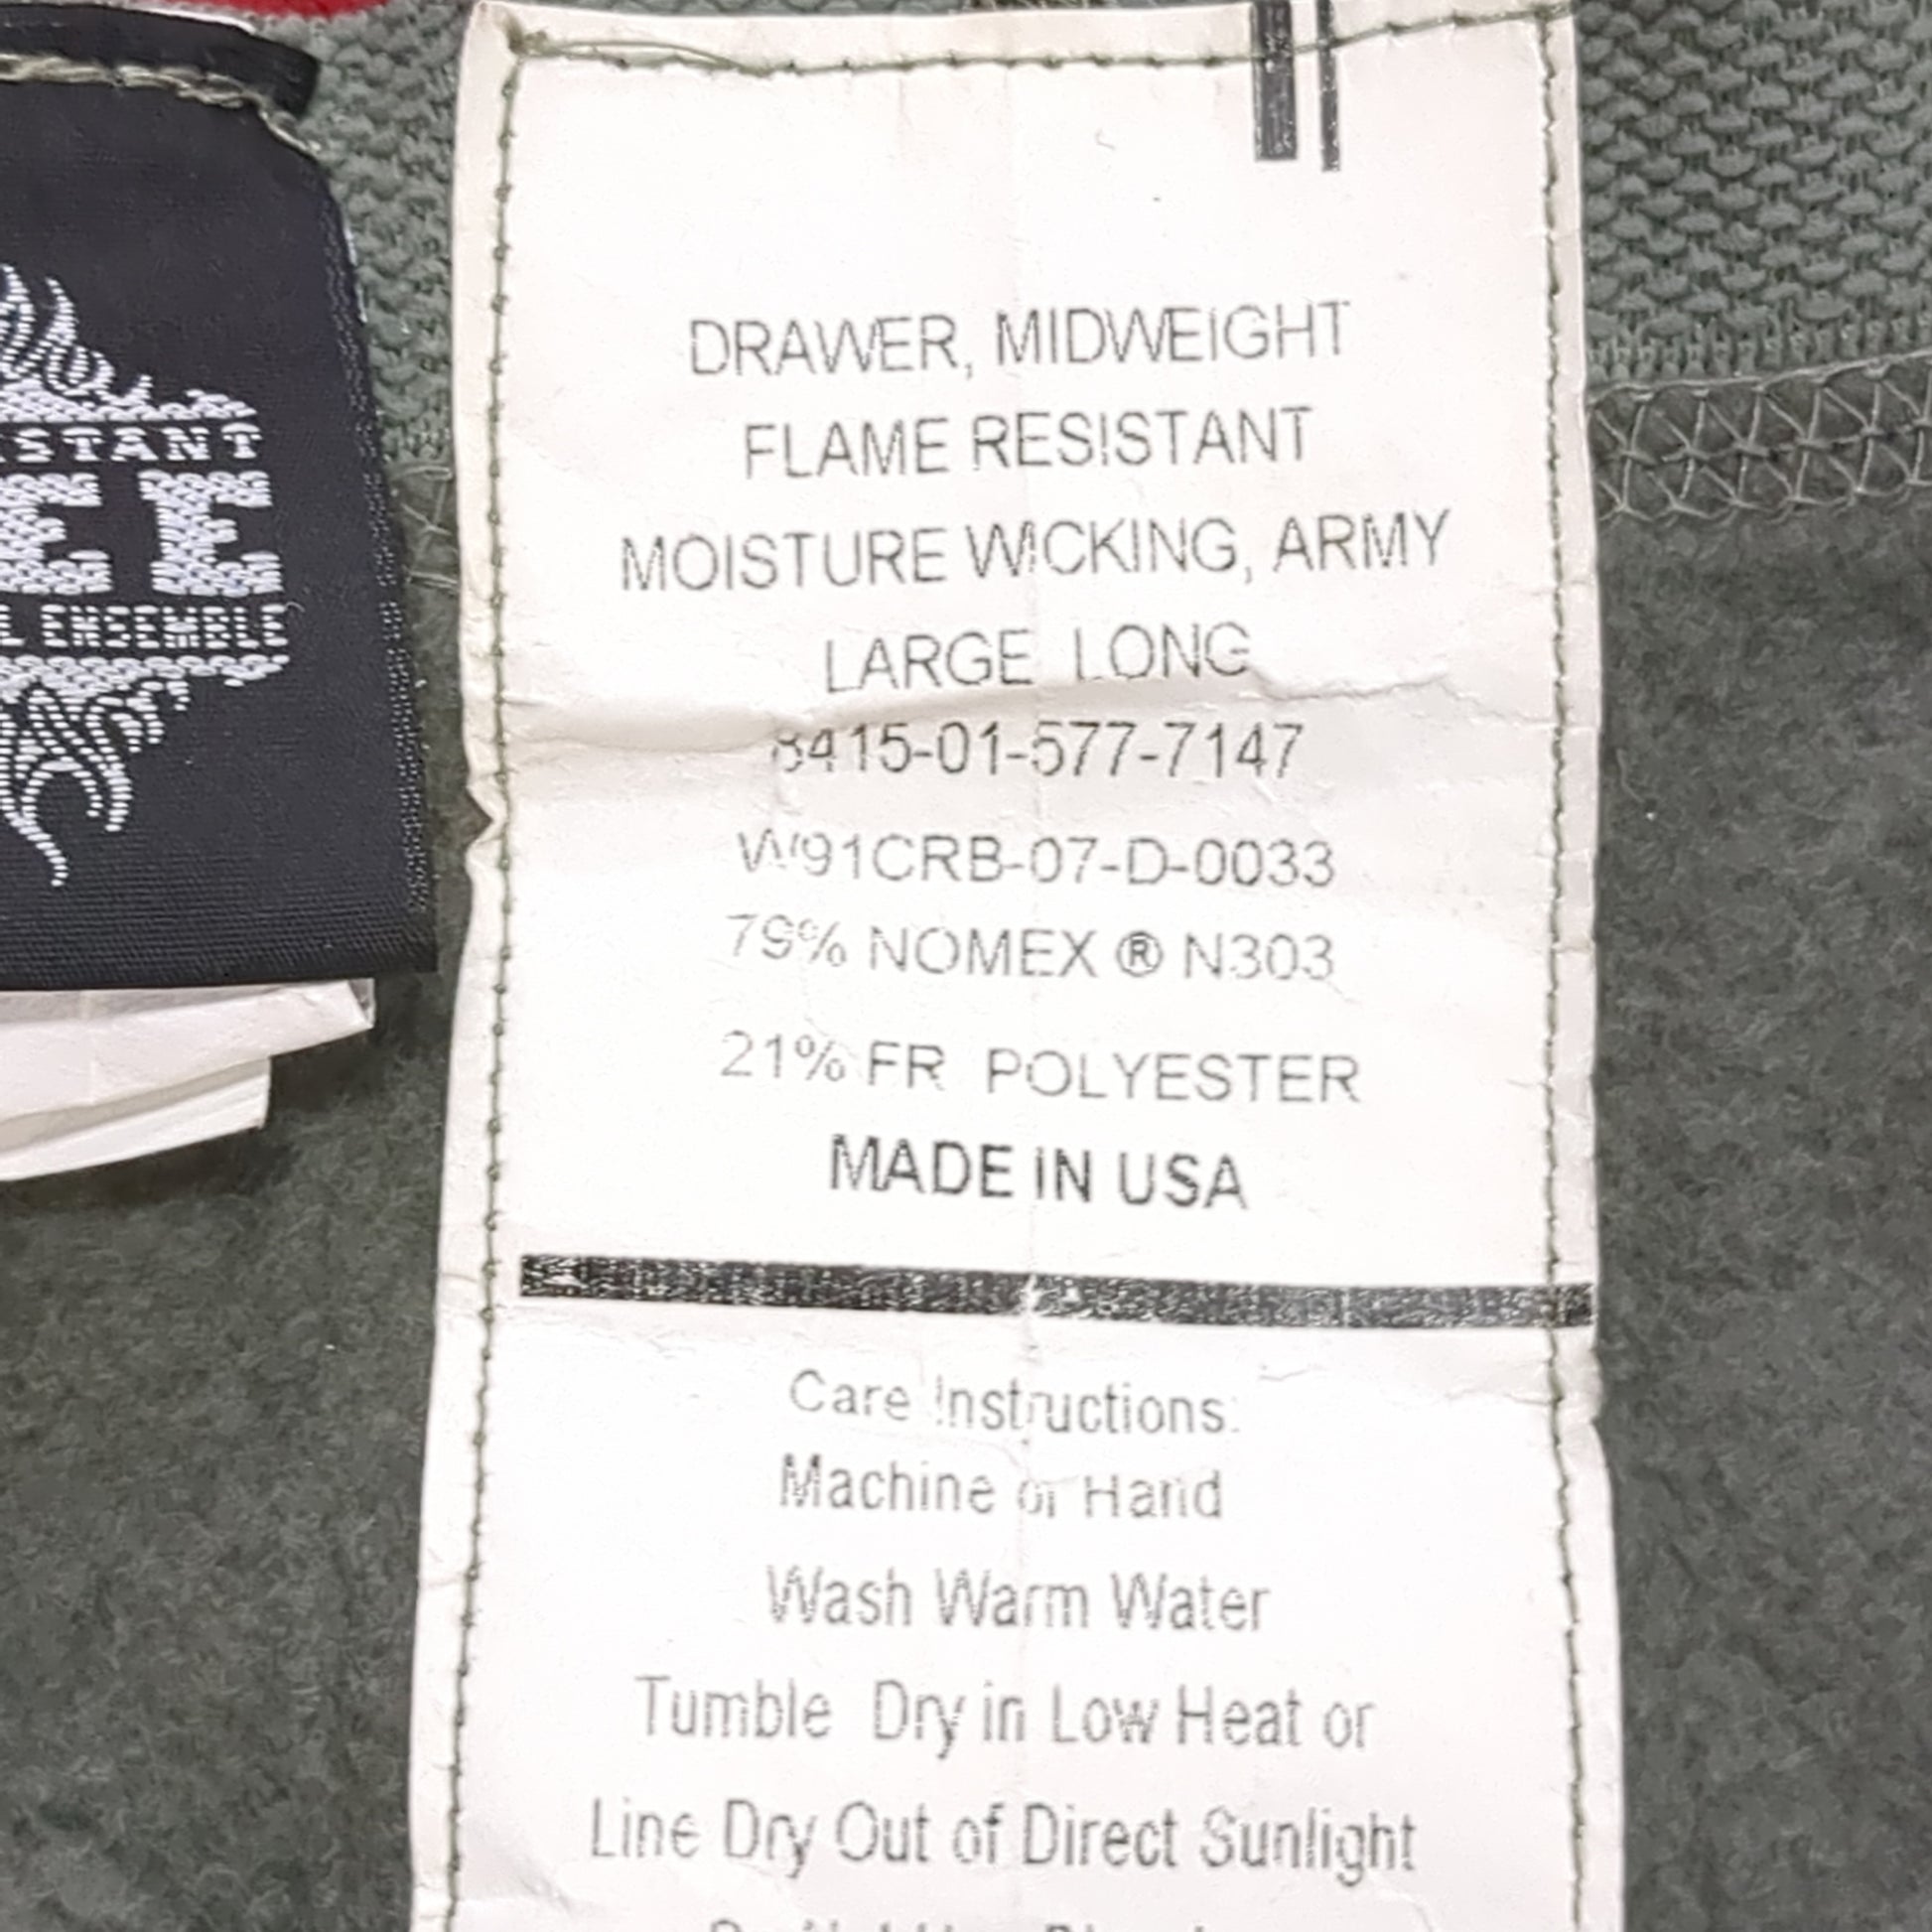 DRAWER, MIDWEIGHT
FLAME RESISTANT
MOISTURE WICKING, ARMY
LARGE LONG
8415-01-577-7147
W91CRB-07-D-0033
79% NOMEX ® N303
21% FR POLYESTER
MADE IN USA
Care Instructions:
Machine or Hand
Wash Warm Water
Tumble Dry in Low Heat or
Line Dry Out of Direct Sunlight
ENSEMBLE